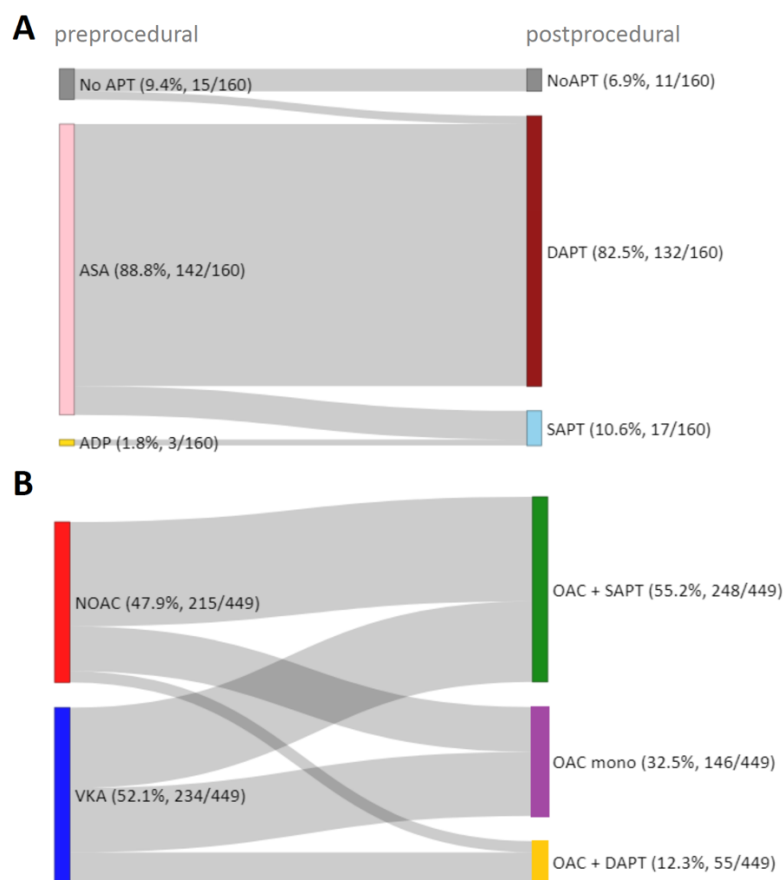 A
preprocedural
postprocedural
No APT (9.4%, 15/160)
NoAPT (6.9%, 11/160)
ASA (88.8%, 142/160)
DAPT (82.5%, 132/160)
ADP (1.8%, 3/160)
SAPT (10.6%, 17/160)
B
NOAC (47.9%, 215/449)
OAC + SAPT (55.2%, 248/449)
VKA (52.1%, 234/449)
OAC mono (32.5%, 146/449)
OAC + DAPT (12.3%, 55/449)